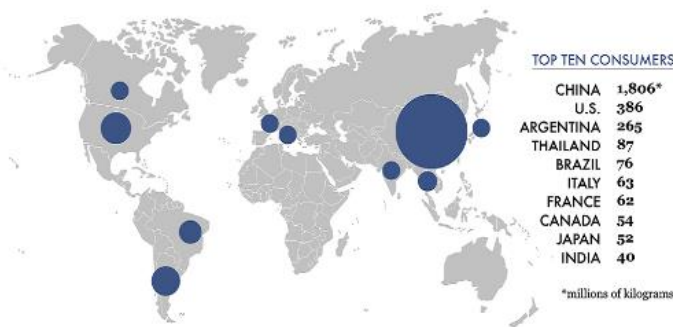 TOP TEN CONSUMERS
CHINA 1,806*
U.S. 386
ARGENTINA 265
THAILAND 87
BRAZIL 76
ITALY 63
FRANCE 62
CANADA 54
JAPAN 52
INDIA 40
*millions of kilograms